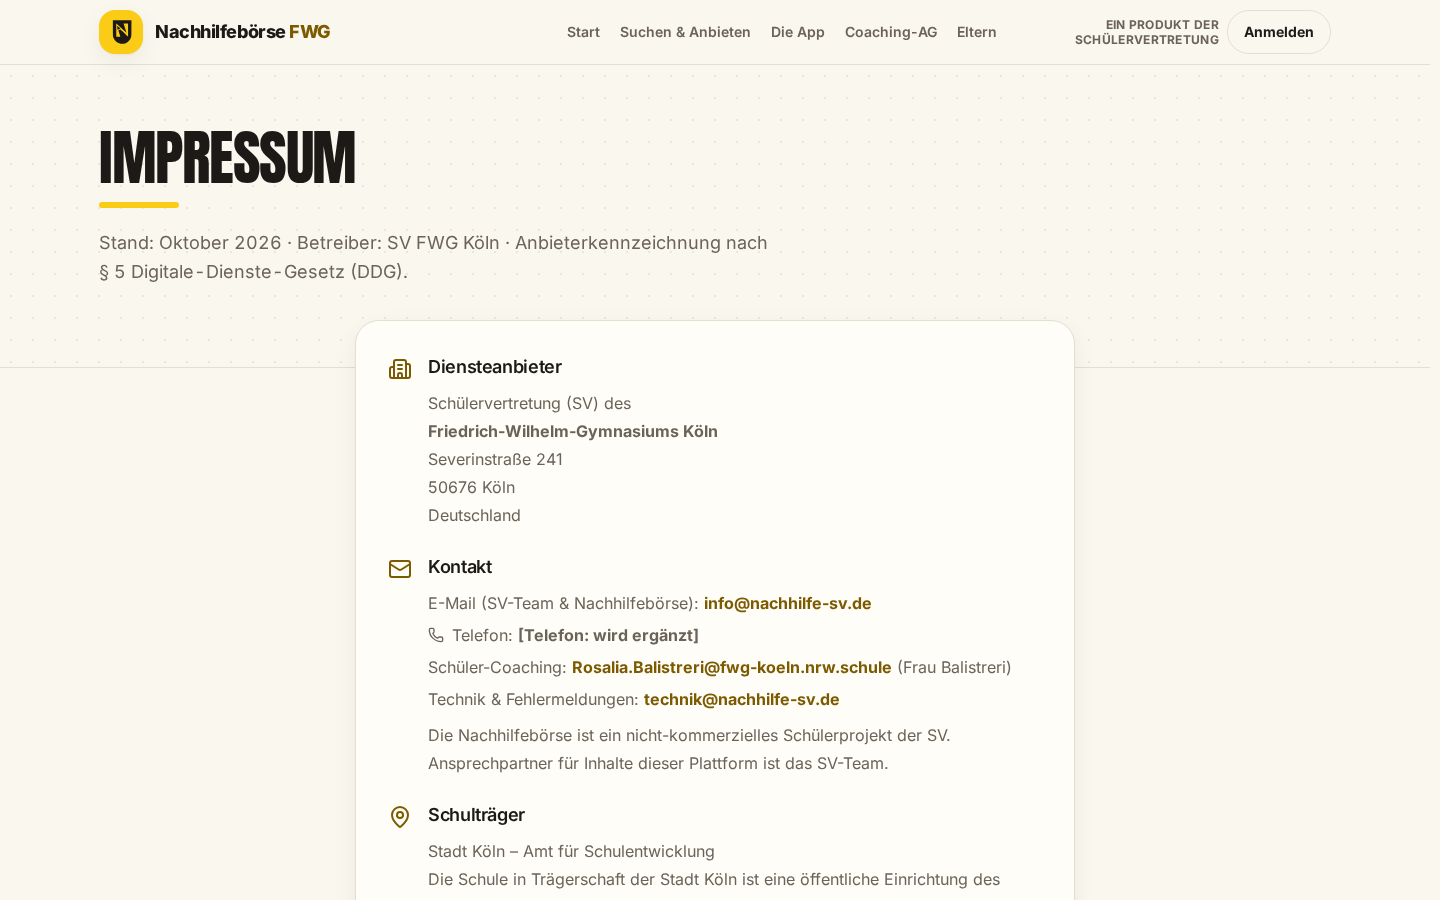 Nachhilfebörse FWG
Start
Suchen & Anbieten
Die App
Coaching-AG
Eltern
EIN PRODUKT DER
SCHÜLERVERTRETUNG
Anmelden
IMPRESSUM
Stand: Oktober 2026 · Betreiber: SV FWG Köln · Anbieterkennzeichnung nach
§ 5 Digitale-Dienste-Gesetz (DDG).
Diensteanbieter
Schülervertretung (SV) des
Friedrich-Wilhelm-Gymnasiums Köln
Severinstraße 241
50676 Köln
Deutschland
Kontakt
E-Mail (SV-Team & Nachhilfebörse): info@nachhilfe-sv.de
Telefon: [Telefon: wird ergänzt]
Schüler-Coaching: Rosalia.Balistreri@fwg-koeln.nrw.schule (Frau Balistreri)
Technik & Fehlermeldungen: technik@nachhilfe-sv.de
Die Nachhilfebörse ist ein nicht-kommerzielles Schülerprojekt der SV.
Ansprechpartner für Inhalte dieser Plattform ist das SV-Team.
Schulträger
Stadt Köln – Amt für Schulentwicklung
Die Schule in Trägerschaft der Stadt Köln ist eine öffentliche Einrichtung des